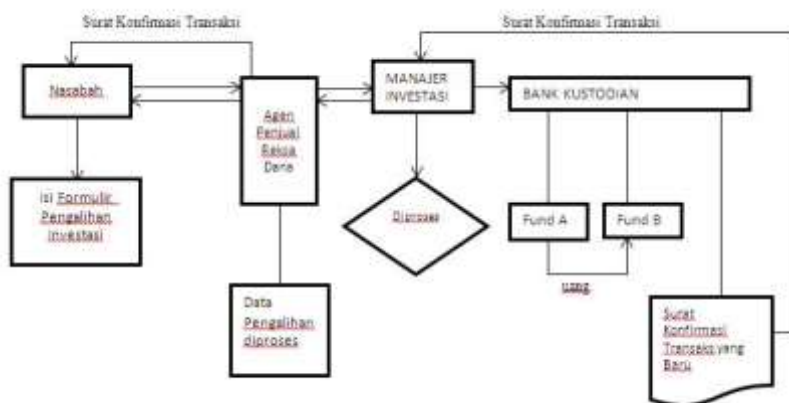 Surat Konfirmasi Transaksi
Surat Konfirmasi Transaksi
Nasabah
Agen
Penjual
Reksa
Dana
MANAJER
INVESTASI
BANK KUSTODIAN
Isi Formulir
Pengalihan
Investasi
Diproses
Fund A
Fund B
uang
Data
Pengalihan
diproses
Surat
Konfirmasi
Transaks yang
Baru